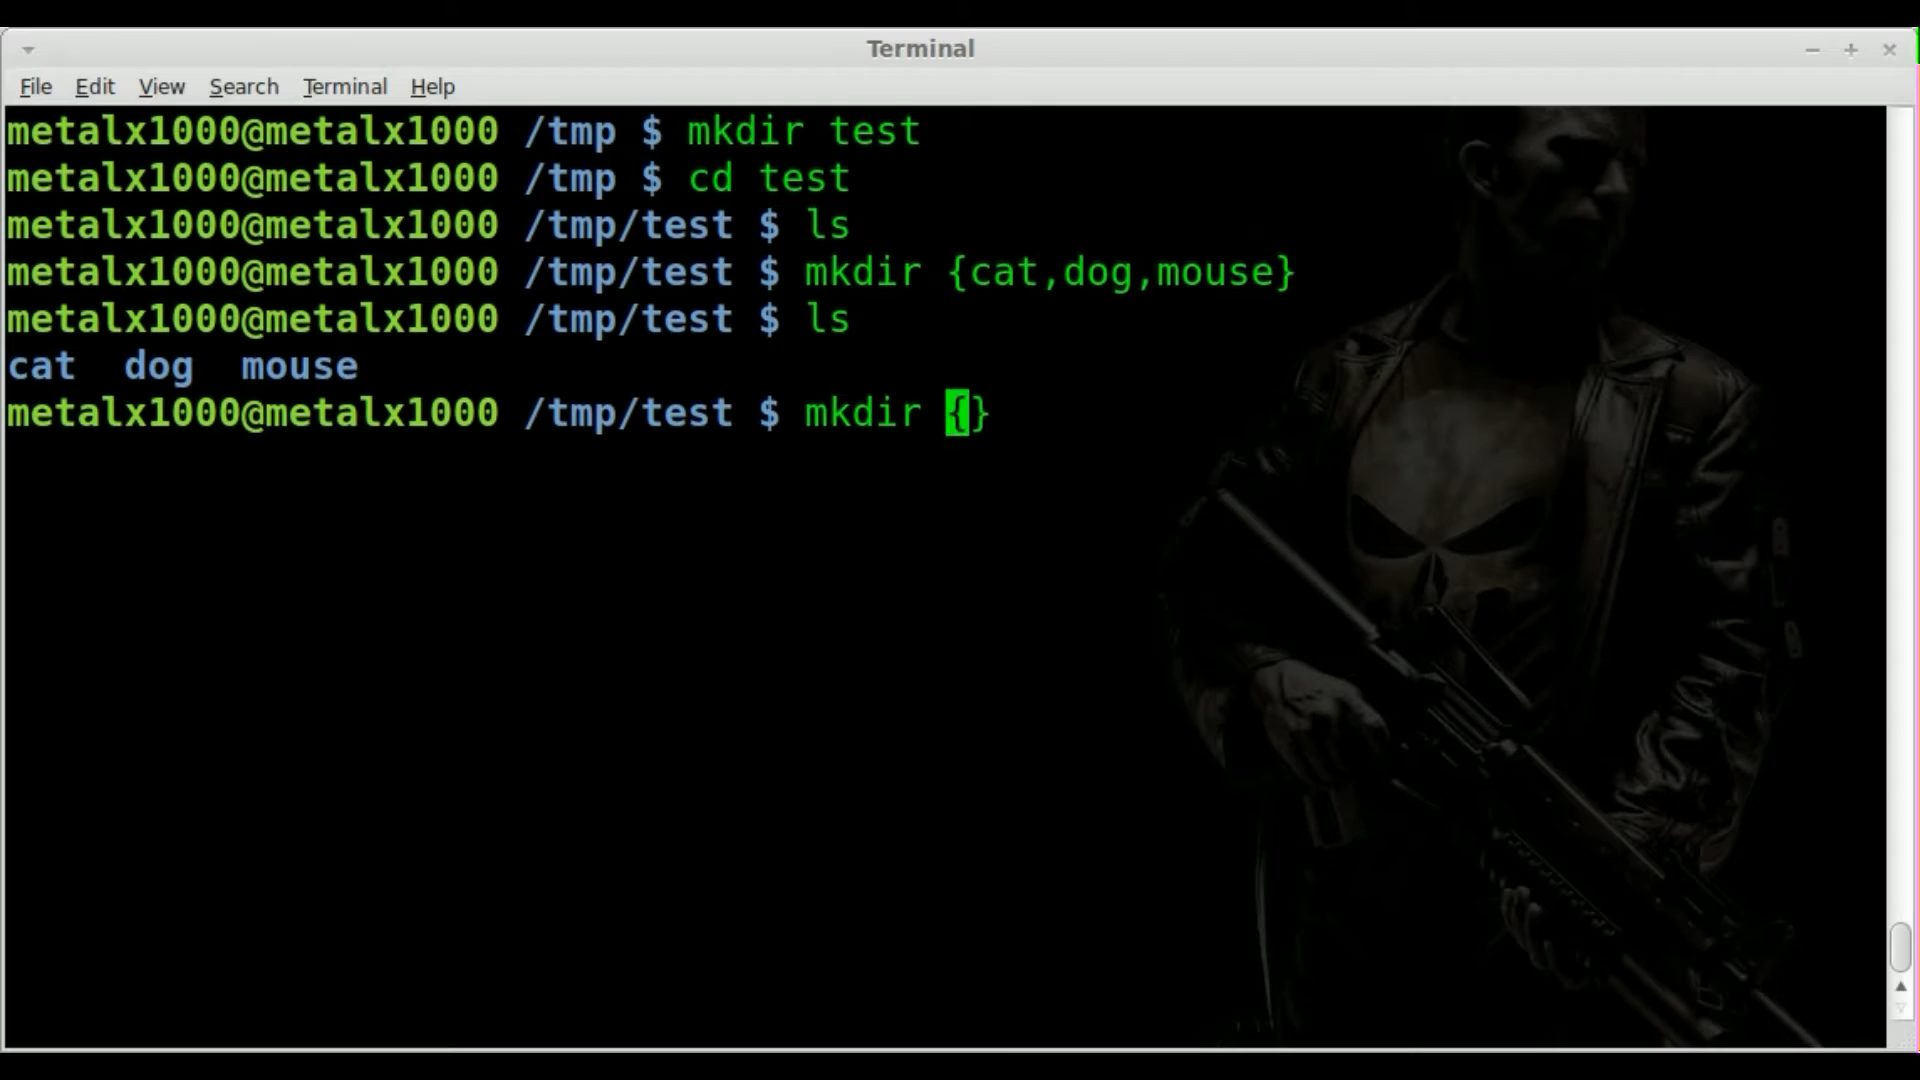 Terminal
File Edit View Search Terminal Help
metalx1000@metalx1000 /tmp $ mkdir test
metalx1000@metalx1000 /tmp $ cd test
metalx1000@metalx1000 /tmp/test $ ls
metalx1000@metalx1000 /tmp/test $ mkdir {cat,dog,mouse}
metalx1000@metalx1000 /tmp/test $ ls
cat dog mouse
metalx1000@metalx1000 /tmp/test $ mkdir {}